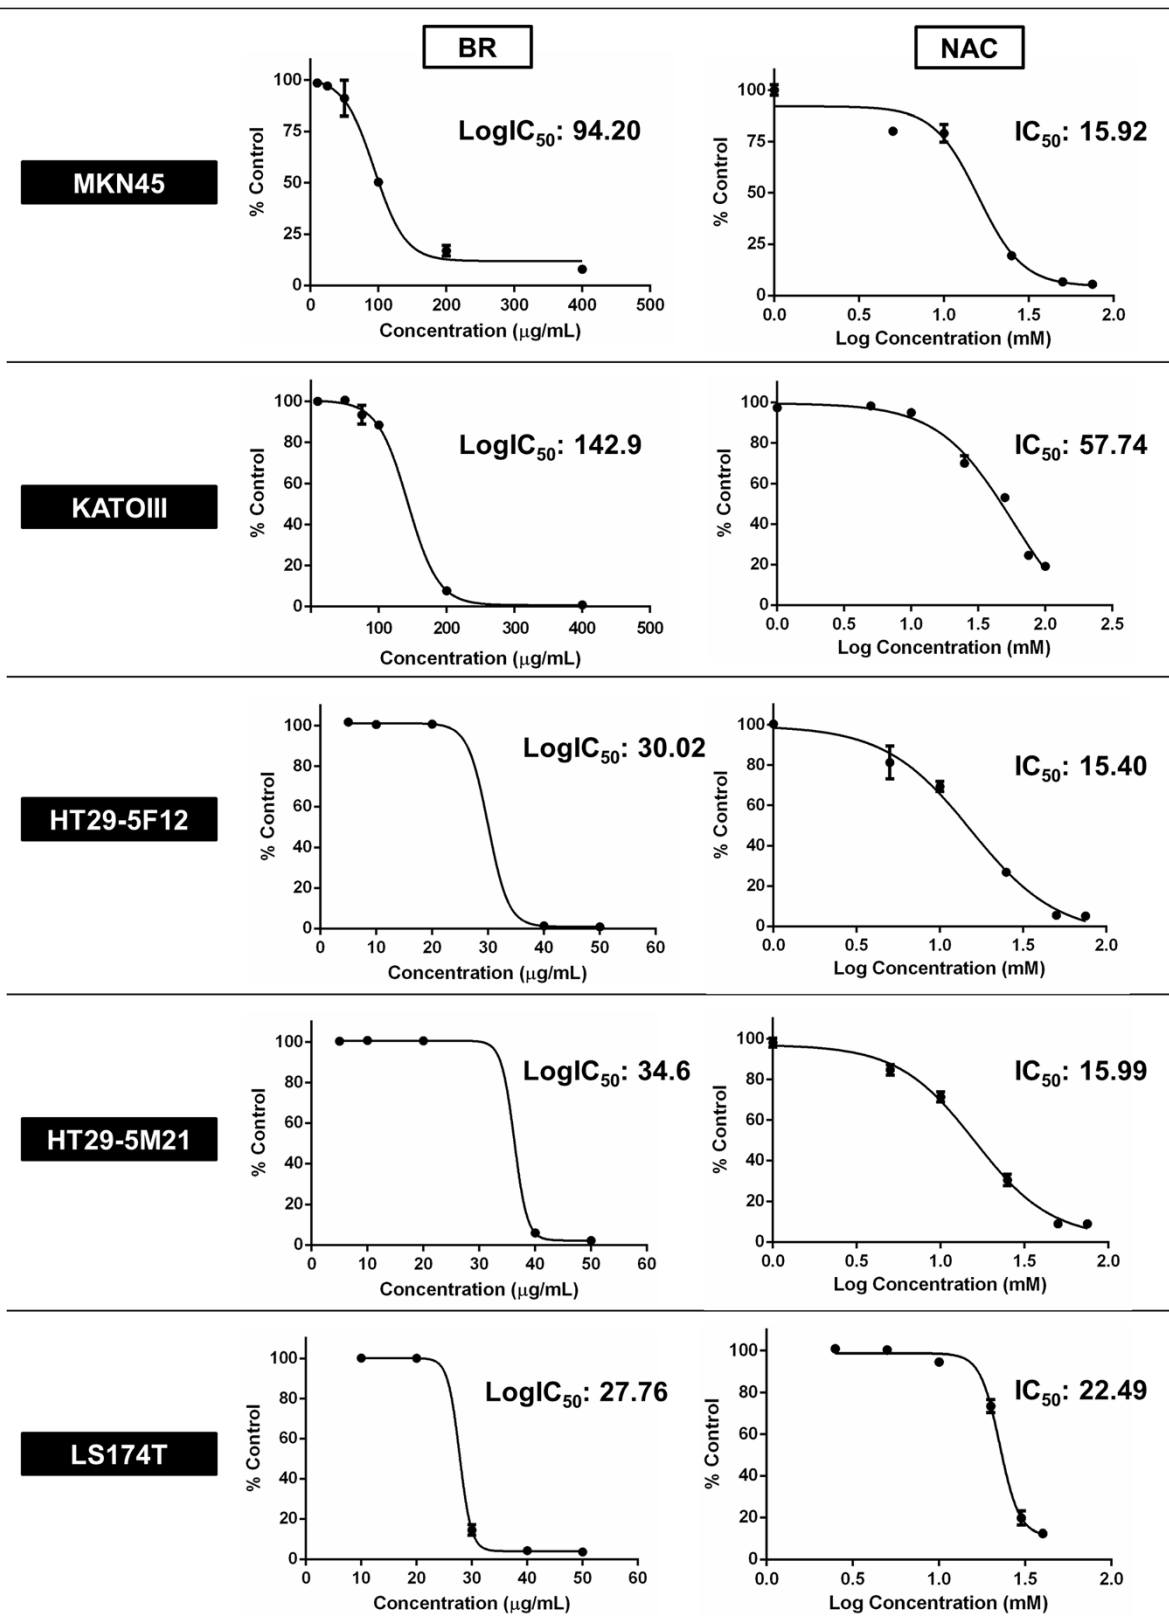 BR
NAC
MKN45
% Control
100
75
50
25
0
LogIC50: 94.20
0 100 200 300 400 500
Concentration (μg/mL)
% Control
100
75
50
25
0
IC50: 15.92
0.0 0.5 1.0 1.5 2.0
Log Concentration (mM)
KATOIII
% Control
100
80
60
40
20
0
LogIC50: 142.9
100 200 300 400 500
Concentration (μg/mL)
% Control
100
80
60
40
20
0
IC50: 57.74
0.0 0.5 1.0 1.5 2.0 2.5
Log Concentration (mM)
HT29-5F12
% Control
100
80
60
40
20
0
LogIC50: 30.02
0 10 20 30 40 50 60
Concentration (μg/mL)
% Control
100
80
60
40
20
0
IC50: 15.40
0.0 0.5 1.0 1.5 2.0
Log Concentration (mM)
HT29-5M21
% Control
100
80
60
40
20
0
LogIC50: 34.6
0 10 20 30 40 50 60
Concentration (μg/mL)
% Control
100
80
60
40
20
0
IC50: 15.99
0.0 0.5 1.0 1.5 2.0
Log Concentration (mM)
LS174T
% Control
100
80
60
40
20
0
LogIC50: 27.76
0 10 20 30 40 50 60
Concentration (μg/mL)
% Control
100
80
60
40
20
0
IC50: 22.49
0.0 0.5 1.0 1.5 2.0
Log Concentration (mM)